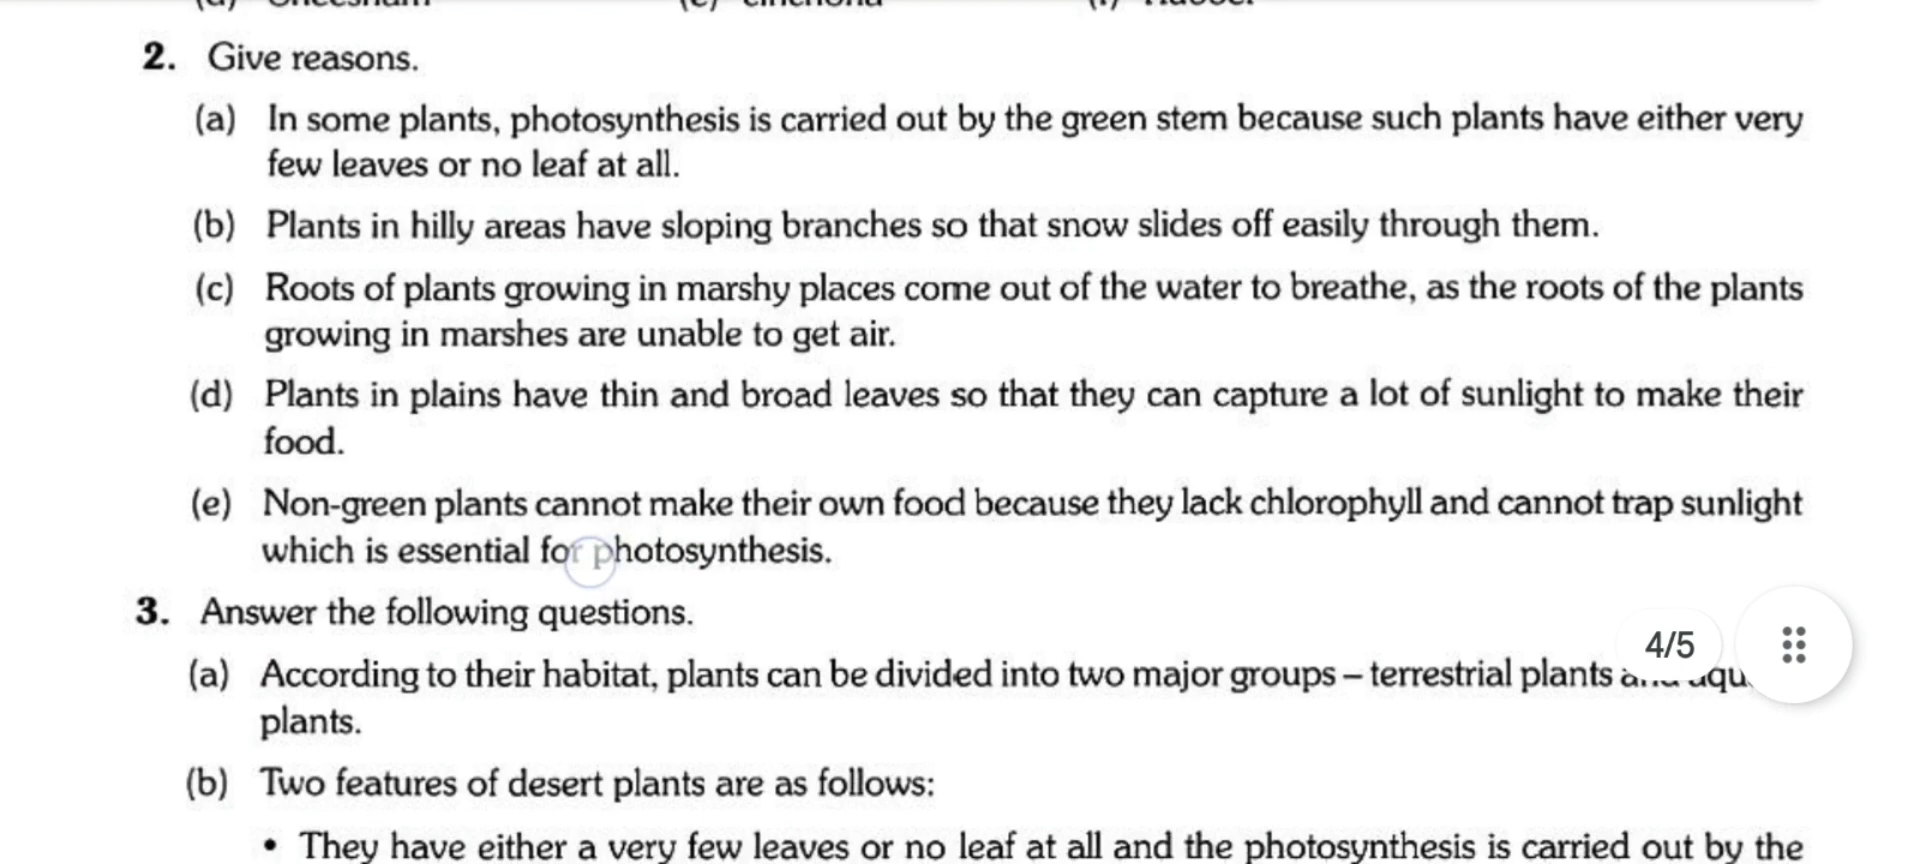 2. Give reasons.
(a) In some plants, photosynthesis is carried out by the green stem because such plants have either very
few leaves or no leaf at all.
(b) Plants in hilly areas have sloping branches so that snow slides off easily through them.
(c) Roots of plants growing in marshy places come out of the water to breathe, as the roots of the plants
growing in marshes are unable to get air.
(d) Plants in plains have thin and broad leaves so that they can capture a lot of sunlight to make their
food.
(e) Non-green plants cannot make their own food because they lack chlorophyll and cannot trap sunlight
which is essential for photosynthesis.
3. Answer the following questions.
4/5
(a) According to their habitat, plants can be divided into two major groups – terrestrial plants
plants.
(b) Two features of desert plants are as follows:
• They have either a very few leaves or no leaf at all and the photosynthesis is carried out by the